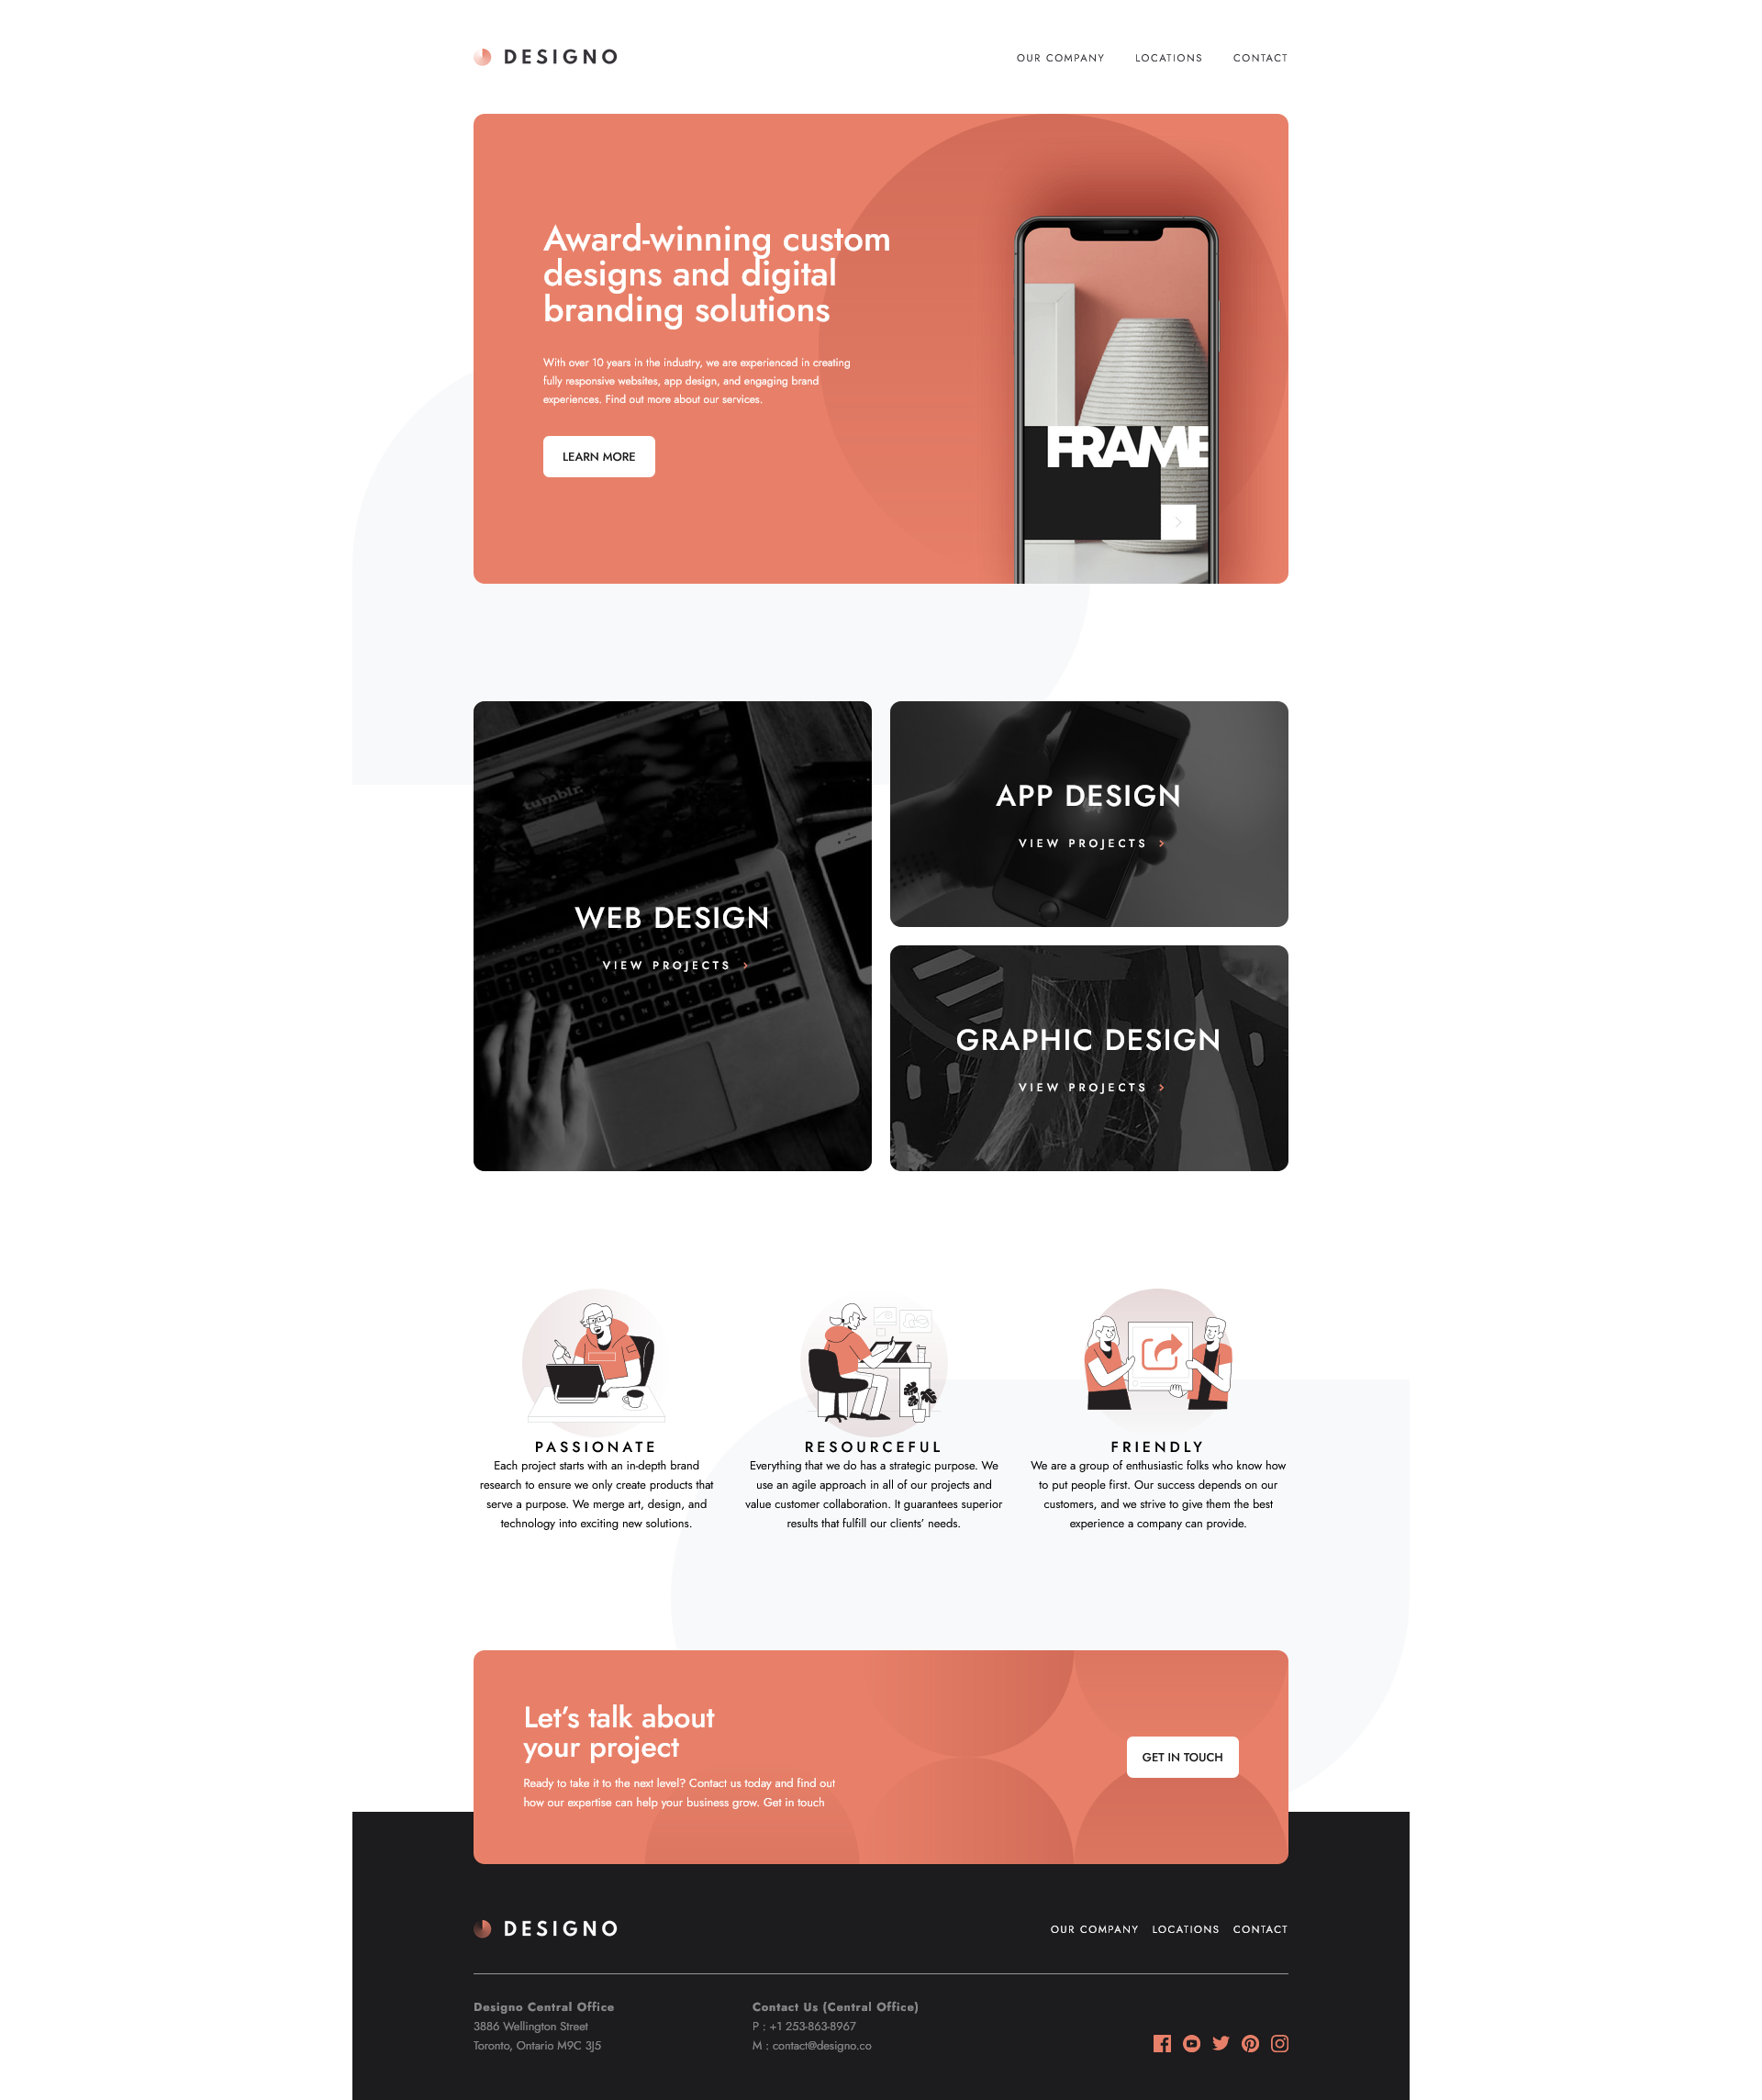 DESIGNO
OUR COMPANY LOCATIONS CONTACT
Award-winning custom
designs and digital
branding solutions
With over 10 years in the industry, we are experienced in creating
fully responsive websites, app design, and engaging brand
experiences. Find out more about our services.
LEARN MORE
FRAME
tumblr.
WEB DESIGN
VIEW PROJECTS
APP DESIGN
VIEW PROJECTS
GRAPHIC DESIGN
VIEW PROJECTS
PASSIONATE
Each project starts with an in-depth brand
research to ensure we only create products that
serve a purpose. We merge art, design, and
technology into exciting new solutions.
RESOURCEFUL
Everything that we do has a strategic purpose. We
use an agile approach in all of our projects and
value customer collaboration. It guarantees superior
results that fulfill our clients’ needs.
FRIENDLY
We are a group of enthusiastic folks who know how
to put people first. Our success depends on our
customers, and we strive to give them the best
experience a company can provide.
Let’s talk about
your project
Ready to take it to the next level? Contact us today and find out
how our expertise can help your business grow. Get in touch
GET IN TOUCH
DESIGNO
OUR COMPANY LOCATIONS CONTACT
Designo Central Office
3886 Wellington Street
Toronto, Ontario M9C 3J5
Contact Us (Central Office)
P : +1 253-863-8967
M : contact@designo.co